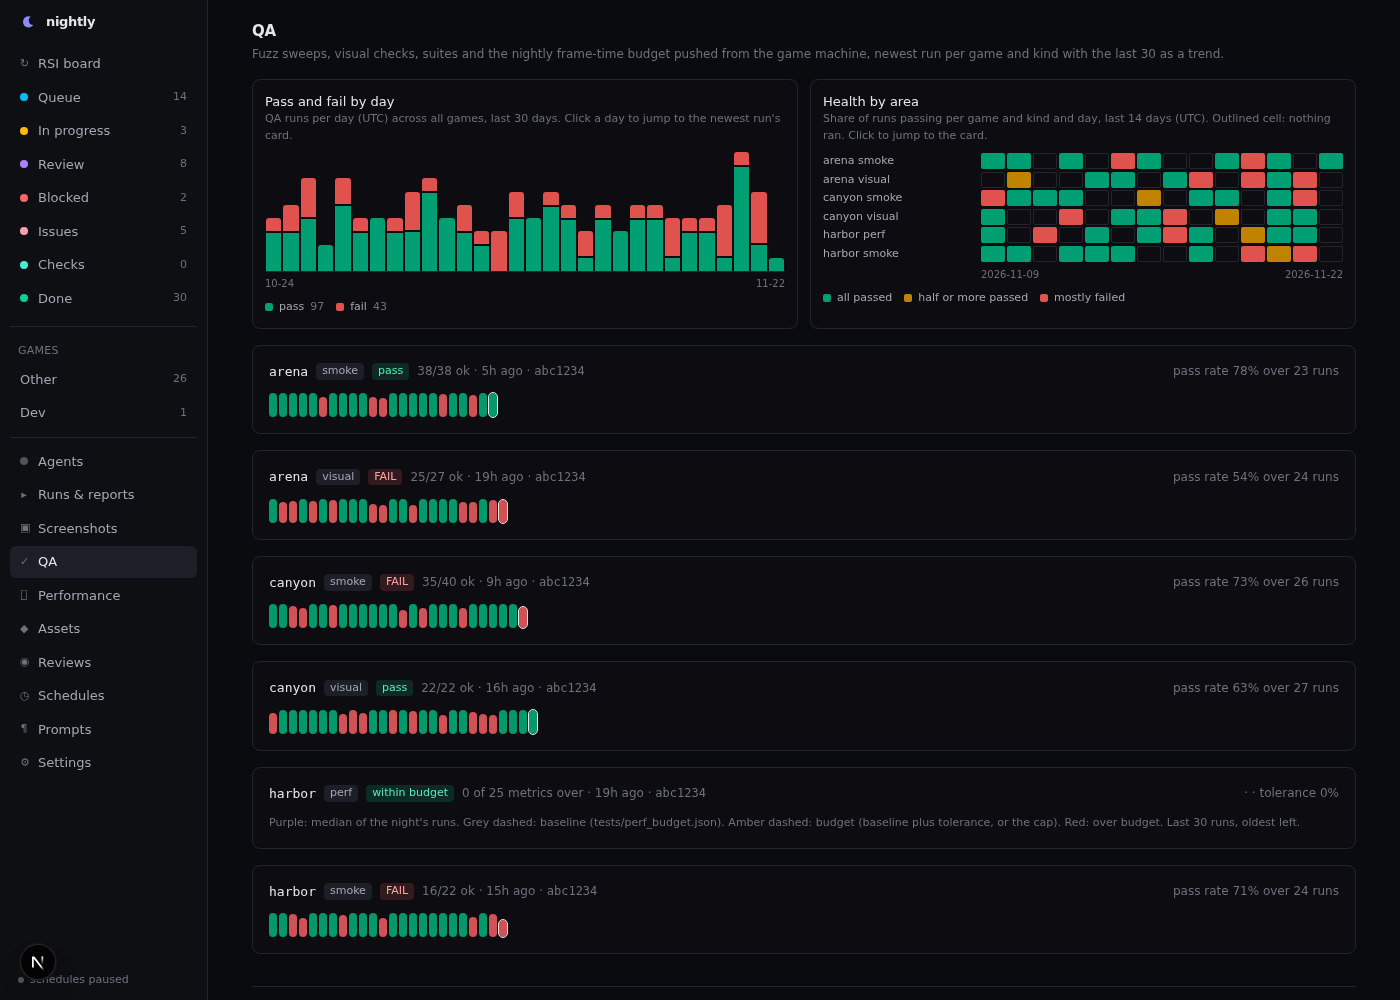 nightly
RSI board
Queue 14
In progress 3
Review 8
Blocked 2
Issues 5
Checks 0
Done 30
GAMES
Other 26
Dev 1
Agents
Runs & reports
Screenshots
QA
Performance
Assets
Reviews
Schedules
Prompts
Settings
schedules paused
QA
Fuzz sweeps, visual checks, suites and the nightly frame-time budget pushed from the game machine, newest run per game and kind with the last 30 as a trend.
Pass and fail by day
QA runs per day (UTC) across all games, last 30 days. Click a day to jump to the newest run's
card.
10-24 11-22
pass 97 fail 43
Health by area
Share of runs passing per game and kind and day, last 14 days (UTC). Outlined cell: nothing
ran. Click to jump to the card.
arena smoke
arena visual
canyon smoke
canyon visual
harbor perf
harbor smoke
2026-11-09 2026-11-22
all passed half or more passed mostly failed
arena smoke pass 38/38 ok · 5h ago · abc1234 pass rate 78% over 23 runs
arena visual FAIL 25/27 ok · 19h ago · abc1234 pass rate 54% over 24 runs
canyon smoke FAIL 35/40 ok · 9h ago · abc1234 pass rate 73% over 26 runs
canyon visual pass 22/22 ok · 16h ago · abc1234 pass rate 63% over 27 runs
harbor perf within budget 0 of 25 metrics over · 19h ago · abc1234 · · tolerance 0%
Purple: median of the night's runs. Grey dashed: baseline (tests/perf_budget.json). Amber dashed: budget (baseline plus tolerance, or the cap). Red: over budget. Last 30 runs, oldest left.
harbor smoke FAIL 16/22 ok · 15h ago · abc1234 pass rate 71% over 24 runs